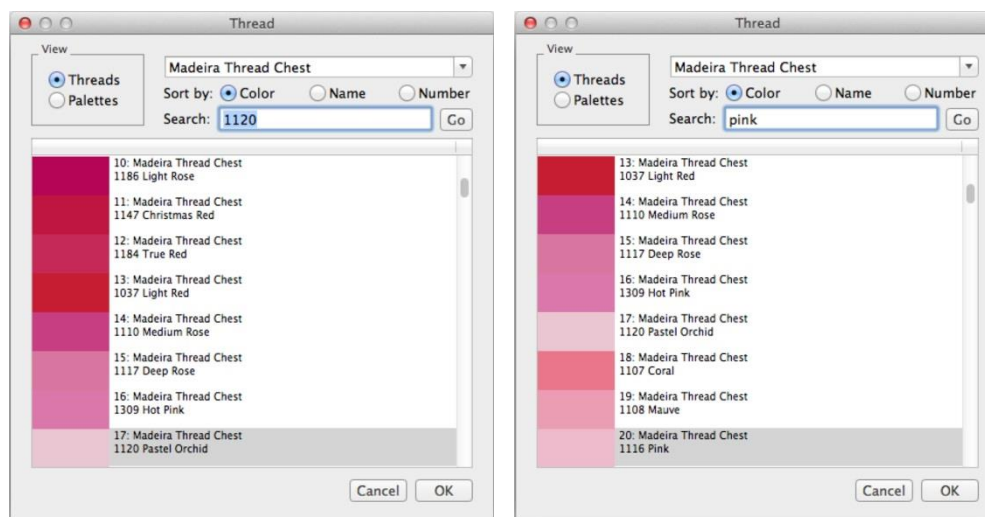 Thread
View
Threads
Palettes
Madeira Thread Chest
Sort by: Color Name Number
Search: 1120 Go
10: Madeira Thread Chest
1186 Light Rose
11: Madeira Thread Chest
1147 Christmas Red
12: Madeira Thread Chest
1184 True Red
13: Madeira Thread Chest
1037 Light Red
14: Madeira Thread Chest
1110 Medium Rose
15: Madeira Thread Chest
1117 Deep Rose
16: Madeira Thread Chest
1309 Hot Pink
17: Madeira Thread Chest
1120 Pastel Orchid
Cancel OK
Thread
View
Threads
Palettes
Madeira Thread Chest
Sort by: Color Name Number
Search: pink Go
13: Madeira Thread Chest
1037 Light Red
14: Madeira Thread Chest
1110 Medium Rose
15: Madeira Thread Chest
1117 Deep Rose
16: Madeira Thread Chest
1309 Hot Pink
17: Madeira Thread Chest
1120 Pastel Orchid
18: Madeira Thread Chest
1107 Coral
19: Madeira Thread Chest
1108 Mauve
20: Madeira Thread Chest
1116 Pink
Cancel OK